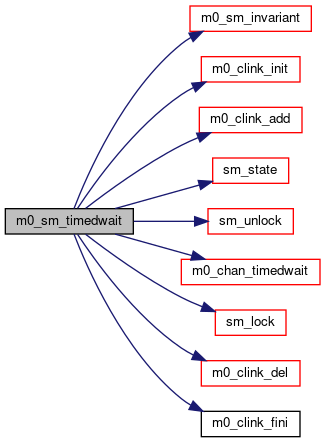 m0_sm_timedwait
m0_sm_invariant
m0_clink_init
m0_clink_add
sm_state
sm_unlock
m0_chan_timedwait
sm_lock
m0_clink_del
m0_clink_fini